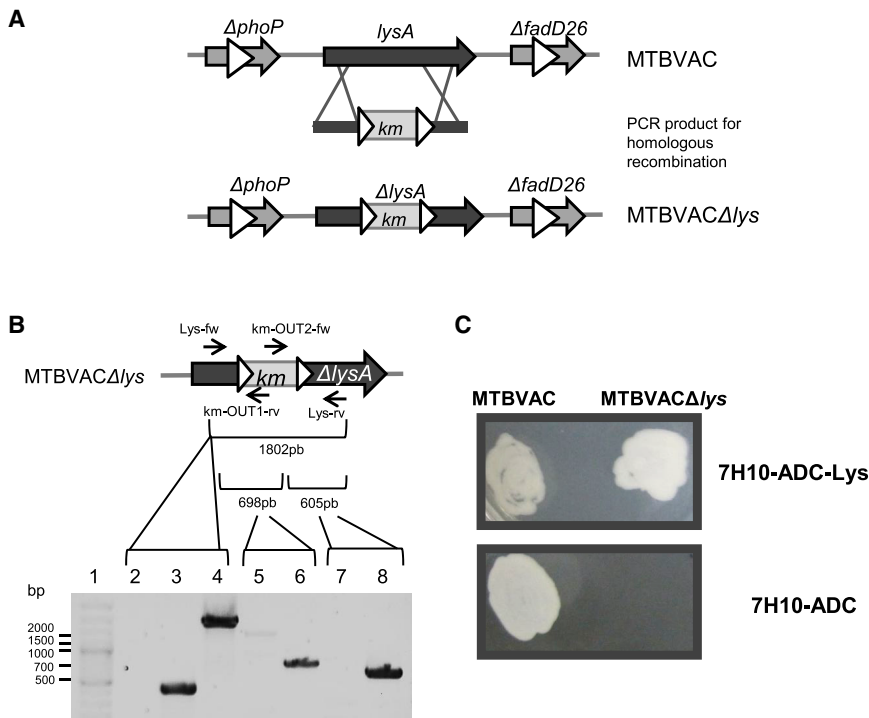 A
ΔphoP lysA ΔfadD26
MTBVAC
km
PCR product for
homologous
recombination
ΔphoP ΔlysA ΔfadD26
km
MTBVACΔlys
B
Lys-fw km-OUT2-fw
MTBVACΔlys
km ΔlysA
km-OUT1-rv Lys-rv
1802pb
698pb 605pb
1 2 3 4 5 6 7 8
bp
2000
1500
1000
700
500
C
MTBVAC MTBVACΔlys
7H10-ADC-Lys
7H10-ADC